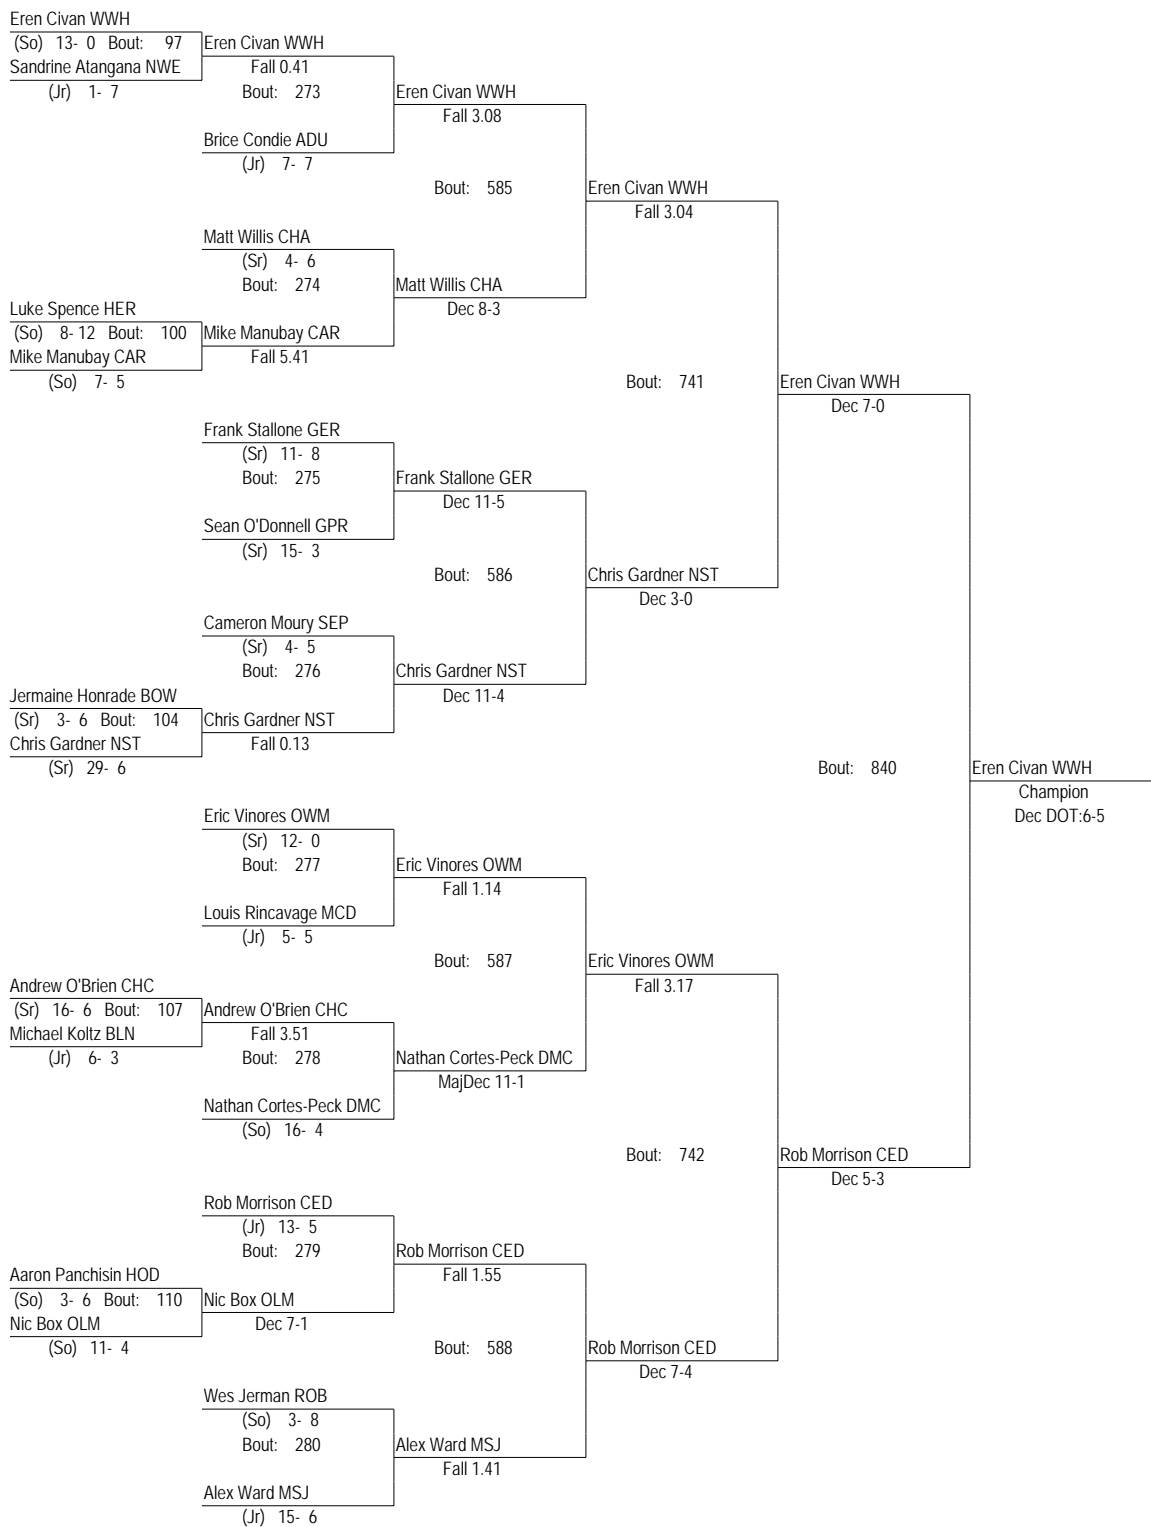 Eren Civan WWH
(So) 13- 0 Bout: 97 Eren Civan WWH
Sandrine Atangana NWE Fall 0.41
(Jr) 1- 7 Bout: 273 Eren Civan WWH
Fall 3.08
Brice Condie ADU
(Jr) 7- 7
Bout: 585 Eren Civan WWH
Fall 3.04
Matt Willis CHA
(Sr) 4- 6
Bout: 274 Matt Willis CHA
Luke Spence HER Dec 8-3
(So) 8- 12 Bout: 100 Mike Manubay CAR
Mike Manubay CAR Fall 5.41
(So) 7- 5 Bout: 741 Eren Civan WWH
Dec 7-0
Frank Stallone GER
(Sr) 11- 8
Bout: 275 Frank Stallone GER
Dec 11-5
Sean O'Donnell GPR
(Sr) 15- 3
Bout: 586 Chris Gardner NST
Dec 3-0
Cameron Moury SEP
(Sr) 4- 5
Bout: 276 Chris Gardner NST
Jermaine Honrade BOW Dec 11-4
(Sr) 3- 6 Bout: 104 Chris Gardner NST
Chris Gardner NST Fall 0.13
(Sr) 29- 6 Bout: 840 Eren Civan WWH
Champion
Eric Vinores OWM Dec DOT:6-5
(Sr) 12- 0
Bout: 277 Eric Vinores OWM
Fall 1.14
Louis Rincavage MCD
(Jr) 5- 5
Bout: 587 Eric Vinores OWM
Andrew O'Brien CHC Fall 3.17
(Sr) 16- 6 Bout: 107 Andrew O'Brien CHC
Michael Koltz BLN Fall 3.51
(Jr) 6- 3 Bout: 278 Nathan Cortes-Peck DMC
MajDec 11-1
Nathan Cortes-Peck DMC
(So) 16- 4
Bout: 742 Rob Morrison CED
Dec 5-3
Rob Morrison CED
(Jr) 13- 5
Bout: 279 Rob Morrison CED
Aaron Panchisin HOD Fall 1.55
(So) 3- 6 Bout: 110 Nic Box OLM
Nic Box OLM Dec 7-1
(So) 11- 4 Bout: 588 Rob Morrison CED
Dec 7-4
Wes Jerman ROB
(So) 3- 8
Bout: 280 Alex Ward MSJ
Fall 1.41
Alex Ward MSJ
(Jr) 15- 6